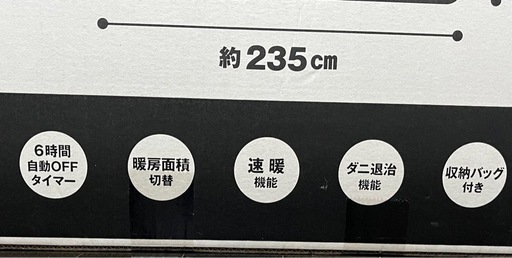 約235cm
6時間
自動OFF
タイマー
暖房面積
切替
速暖
機能
ダニ退治
機能
収納バッグ
付き